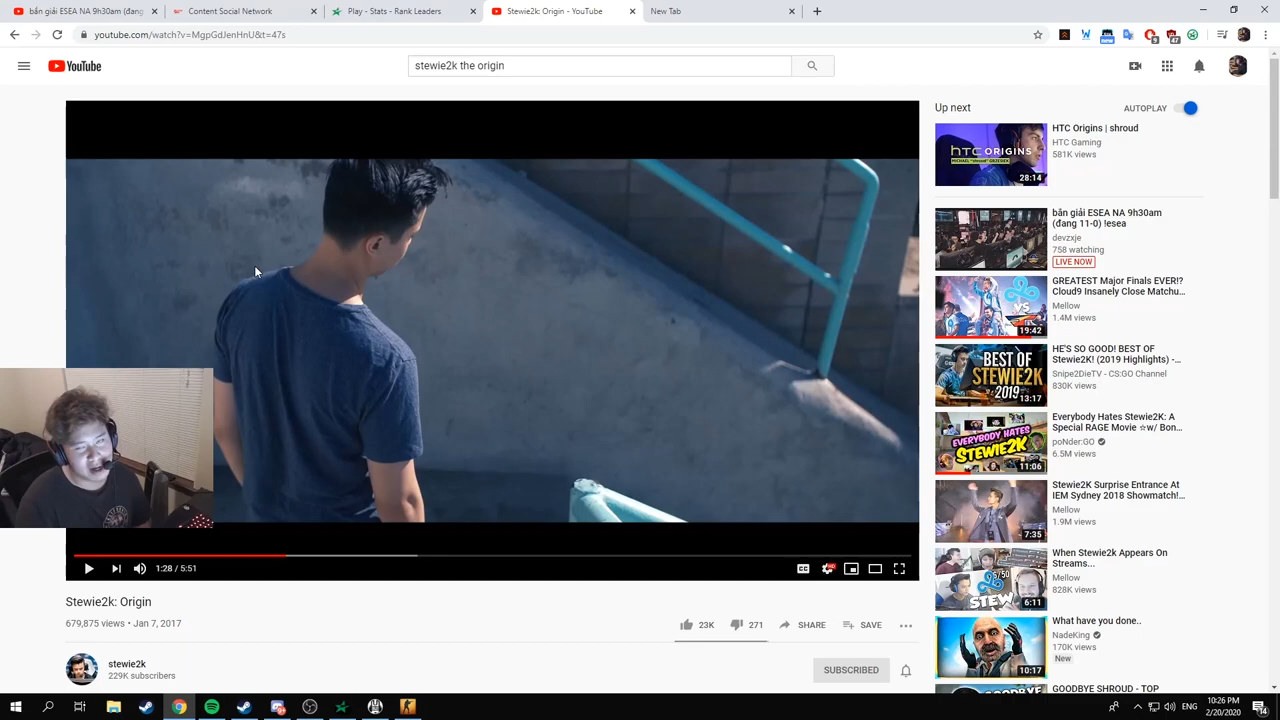 bắn giải ESEA NA 9h30am (đang
Content Social Network
Play - Stats - Rank Leaders
Stewie2k Origin - YouTube
New Tab
youtube.com/watch?v=MgpGdJenHnU&t=47s
YouTube
stewie2k the origin
Up next
AUTOPLAY
HTC ORIGINS
28:14
HTC Origins | shroud
HTC Gaming
581K views
bắn giải ESEA NA 9h30am
(đang 11-0) !esea
devzxje
758 watching
LIVE NOW
GREATEST Major Finals EVER!?
Cloud9 Insanely Close Matchu...
Mellow
1.4M views
VS
19:42
HE'S SO GOOD! BEST OF
Stewie2K! (2019 Highlights) -...
Snipe2DieTV - CS:GO Channel
830K views
BEST OF
STEWIE2K
2019
13:17
Everybody Hates Stewie2K: A
Special RAGE Movie ☆w/ Bon...
poNder:GO
6.5M views
EVERYBODY HATES
STEWIE2K
11:06
Stewie2K Surprise Entrance At
IEM Sydney 2018 Showmatch!...
Mellow
1.9M views
7:35
When Stewie2k Appears On
Streams...
Mellow
828K views
STEW
6:11
What have you done..
NadeKing
170K views
New
10:17
GOODBYE SHROUD - TOP
1:28 / 5:51
Stewie2k: Origin
679,875 views • Jan 7, 2017
23K
271
SHARE
SAVE
stewie2k
229K subscribers
SUBSCRIBED
ENG
10:26 PM
2/20/2020